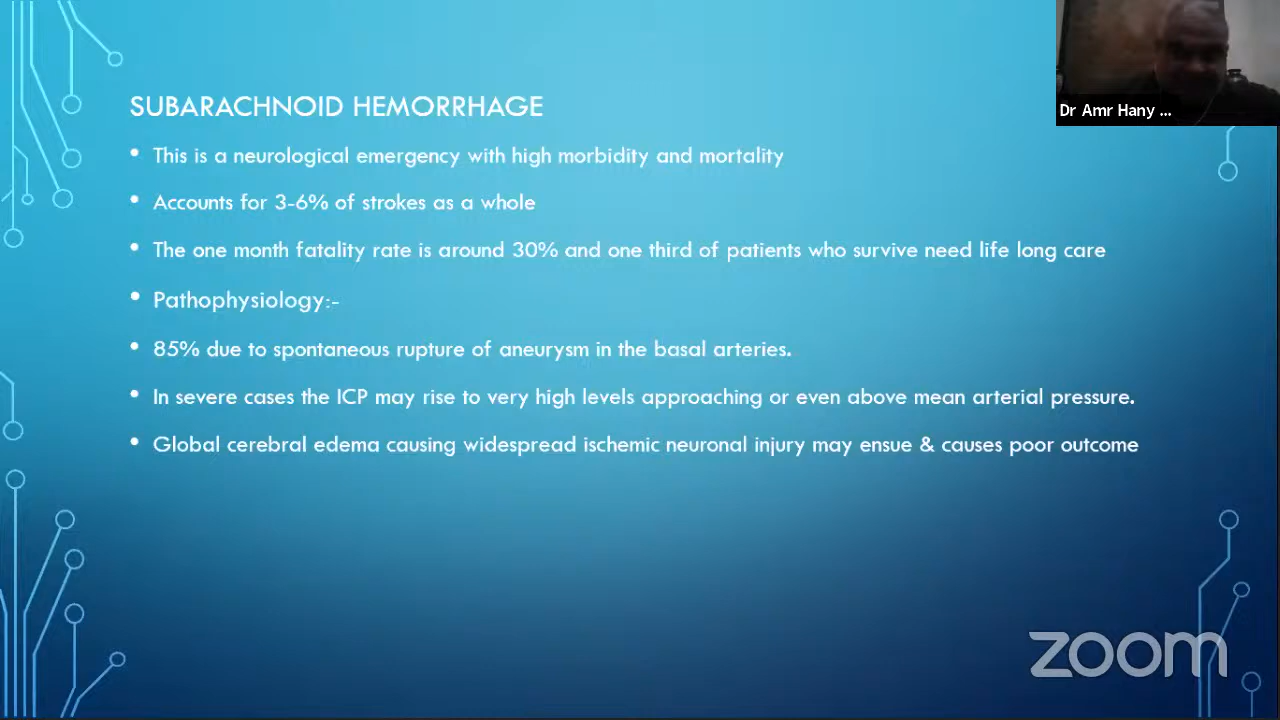 Dr Amr Hany ...
SUBARACHNOID HEMORRHAGE
• This is a neurological emergency with high morbidity and mortality
• Accounts for 3-6% of strokes as a whole
• The one month fatality rate is around 30% and one third of patients who survive need life long care
• Pathophysiology:-
• 85% due to spontaneous rupture of aneurysm in the basal arteries.
• In severe cases the ICP may rise to very high levels approaching or even above mean arterial pressure.
• Global cerebral edema causing widespread ischemic neuronal injury may ensue & causes poor outcome
zoom